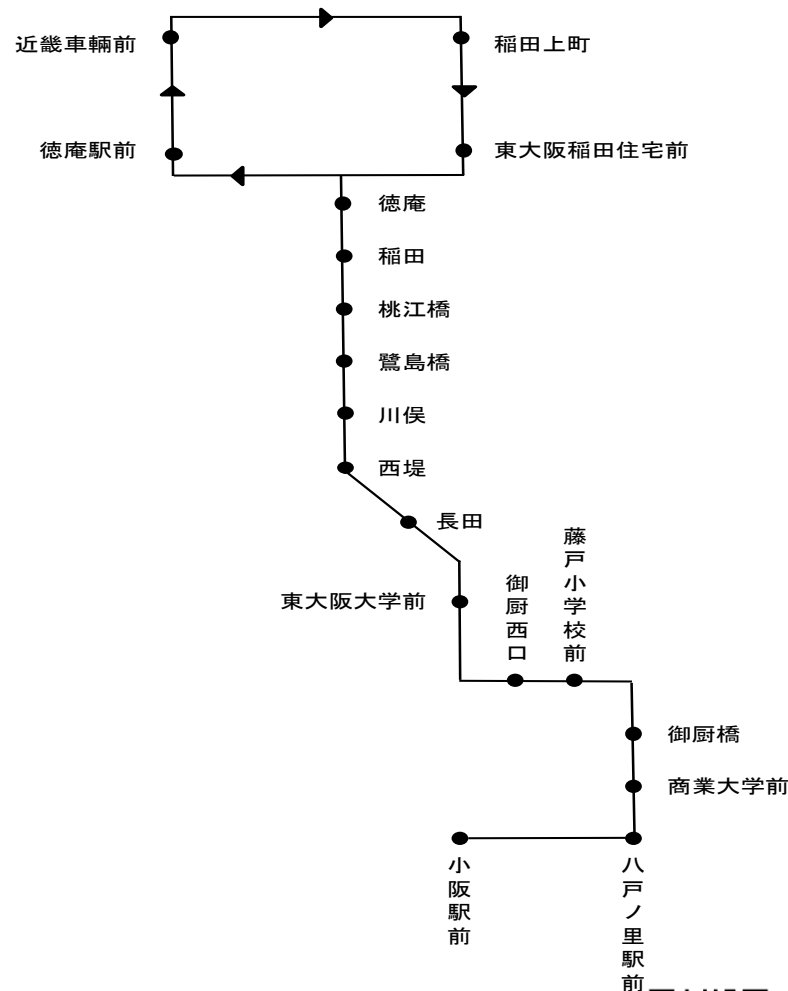 近畿車輛前
稲田上町
徳庵駅前
東大阪稲田住宅前
徳庵
稲田
桃江橋
鷺島橋
川俣
西堤
長田
東大阪大学前
御厨西口
藤戸小学校前
御厨橋
商業大学前
小阪駅前
八戸ノ里駅前